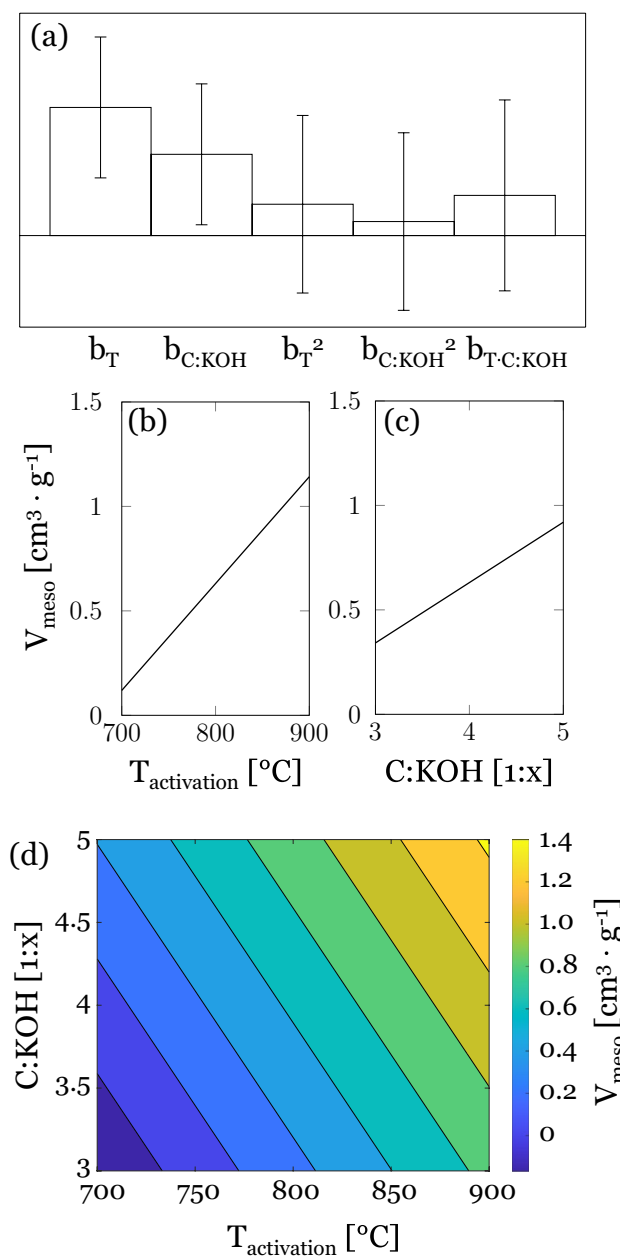 (a)
b_T b_C:KOH b_T² b_C:KOH² b_T·C:KOH
(b) (c)
V_meso [cm³ · g⁻¹]
1.5
1
0.5
0
700 800 900
T_activation [°C]
1.5
1
0.5
0
3 4 5
C:KOH [1:x]
(d)
C:KOH [1:x]
5
4.5
4
3.5
3
700 750 800 850 900
T_activation [°C]
1.4
1.2
1.0
0.8
0.6
0.4
0.2
0
V_meso [cm³ · g⁻¹]